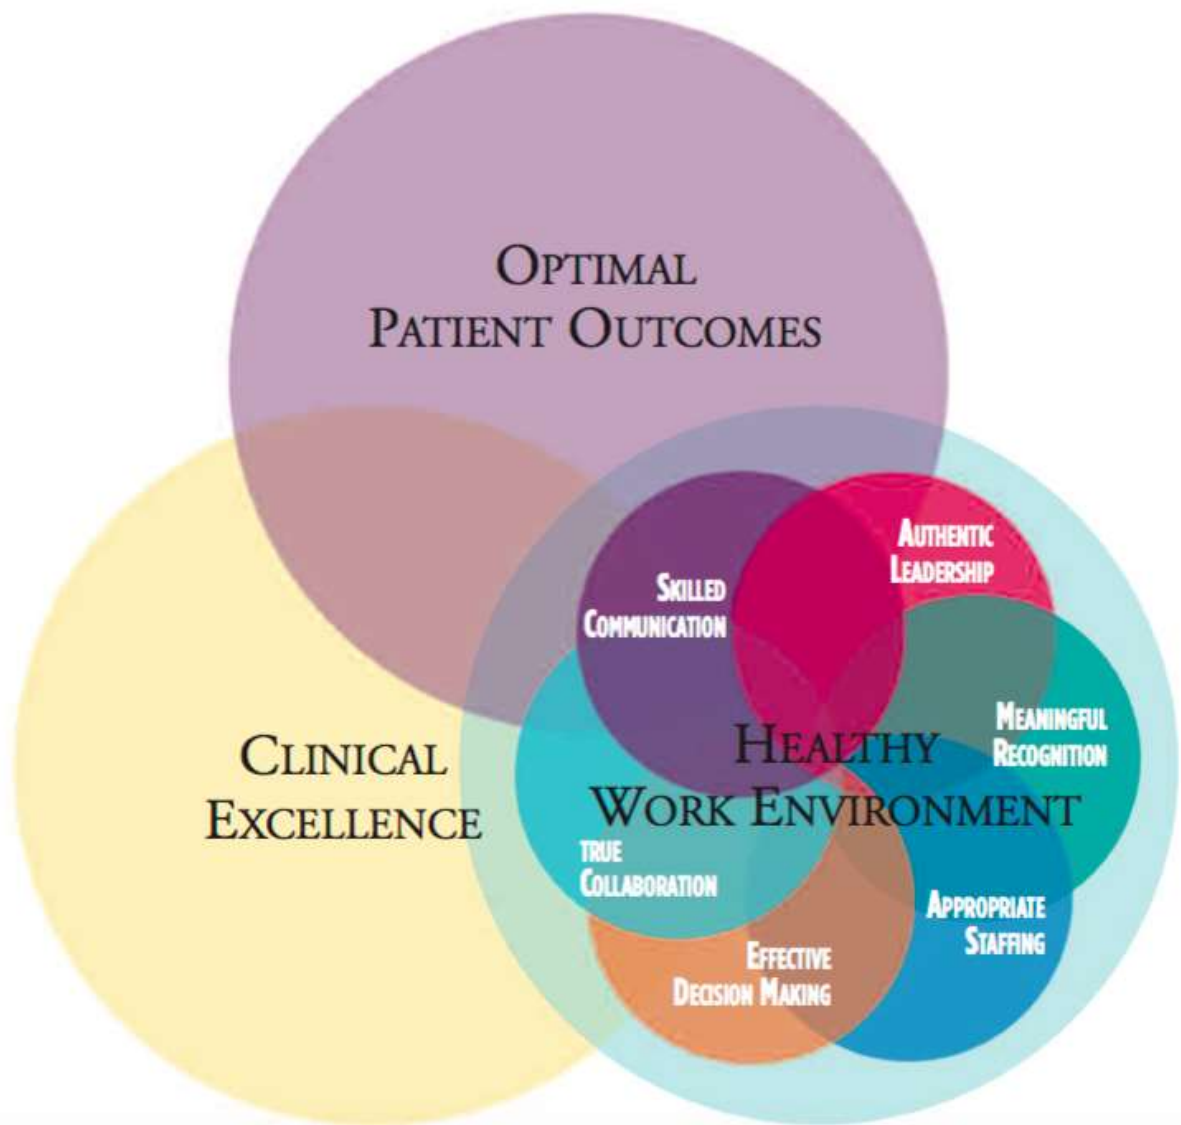 OPTIMAL
PATIENT OUTCOMES
AUTHENTIC
LEADERSHIP
SKILLED
COMMUNICATION
MEANINGFUL
RECOGNITION
CLINICAL
EXCELLENCE
HEALTHY
WORK ENVIRONMENT
TRUE
COLLABORATION
APPROPRIATE
STAFFING
EFFECTIVE
DECISION MAKING